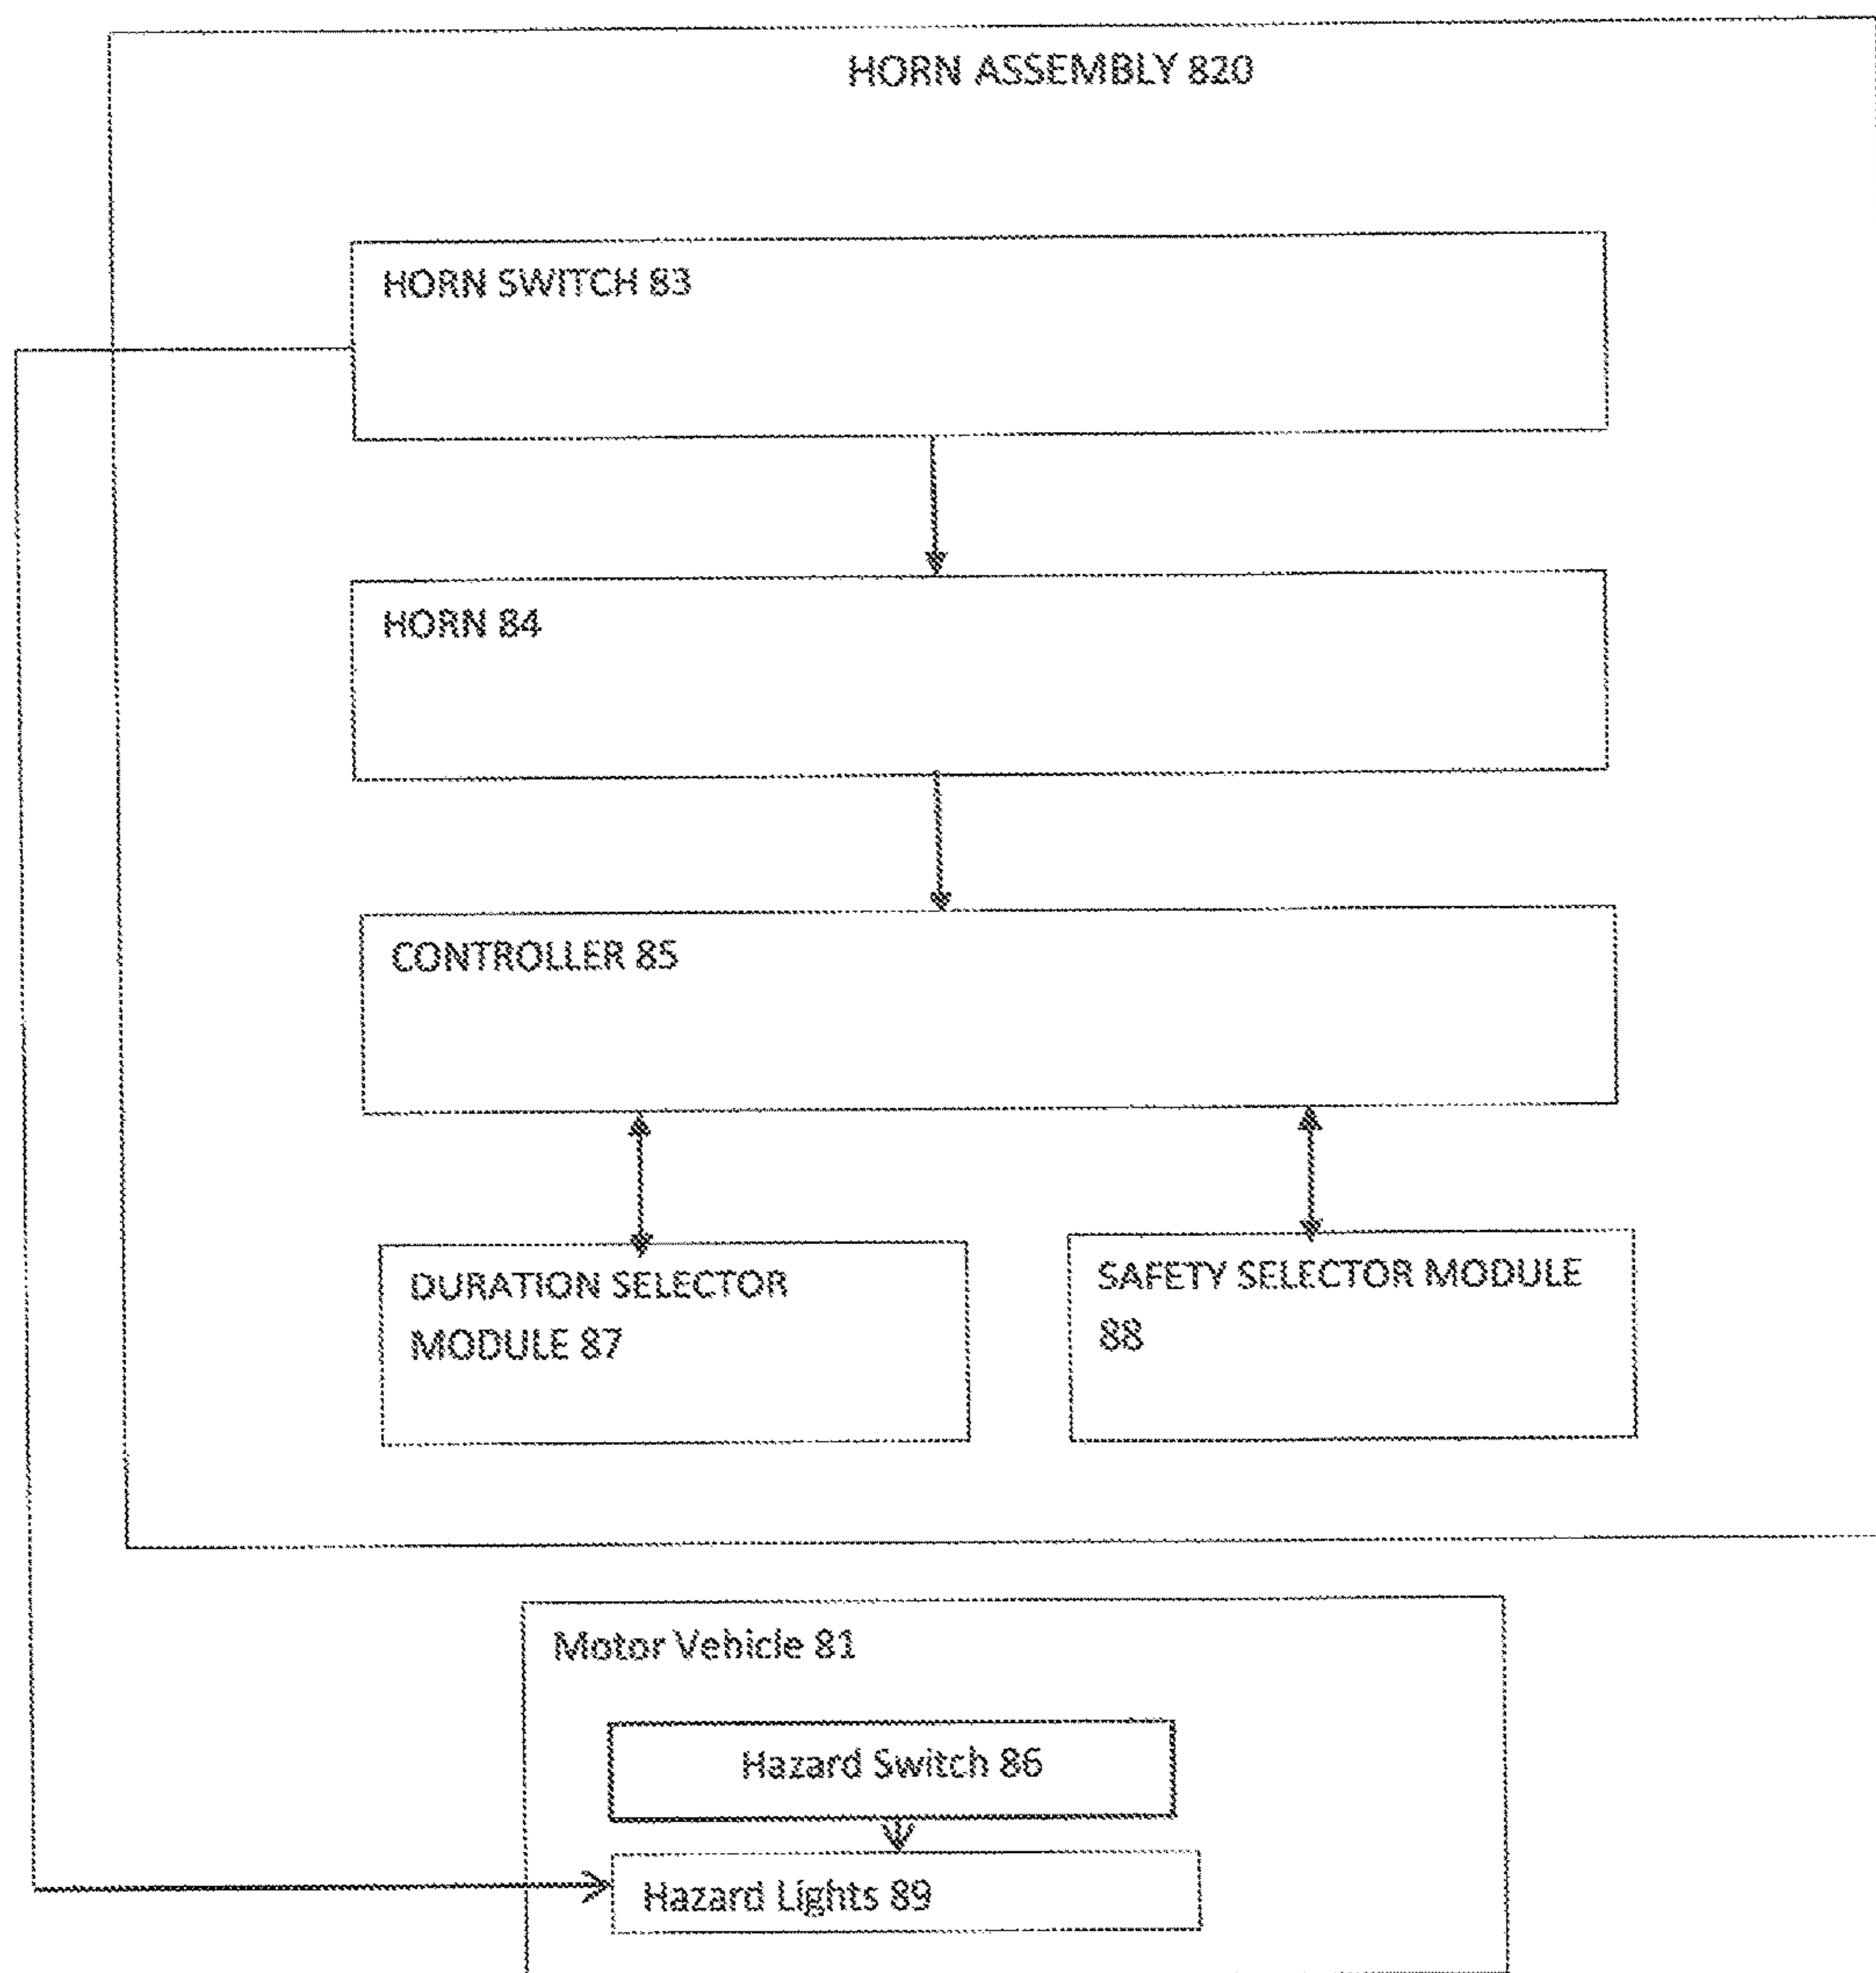 HORN ASSEMBLY 820
HORN SWITCH 83
HORN 84
CONTROLLER 85
DURATION SELECTOR
MODULE 87
SAFETY SELECTOR MODULE
88
Motor Vehicle 81
Hazard Switch 86
Hazard Lights 89